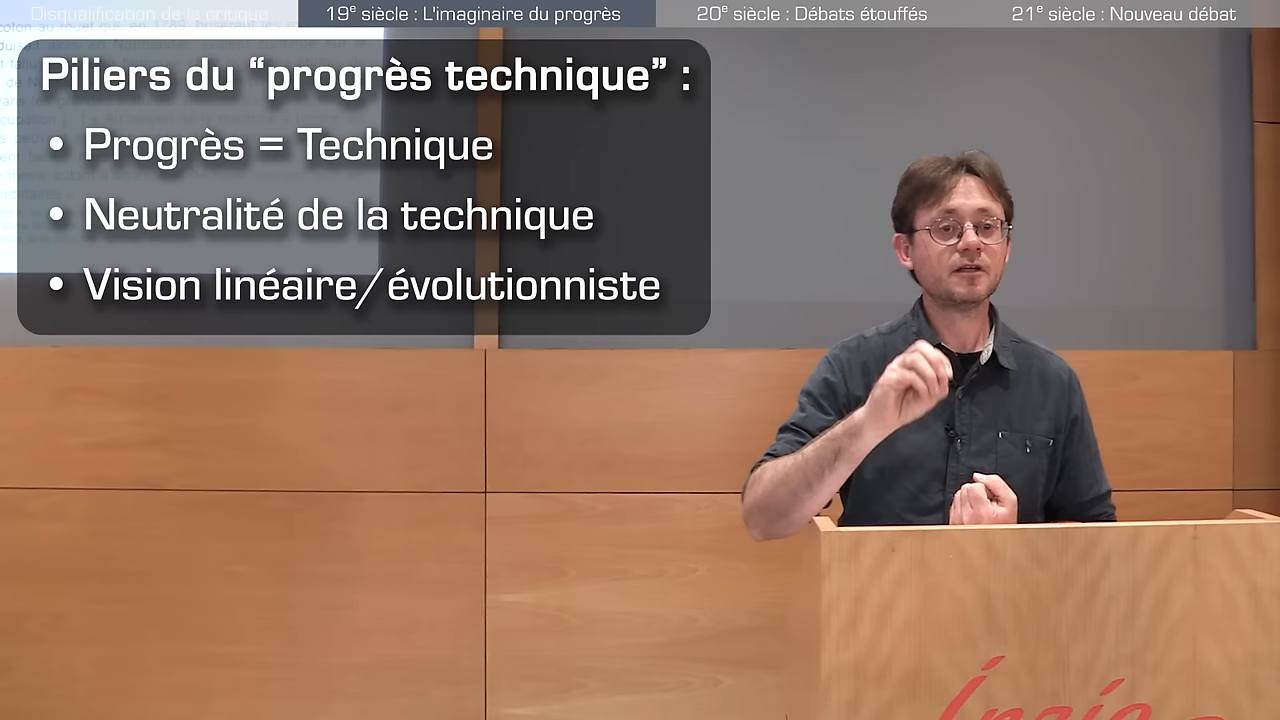 Disqualification de la critique
19e siècle : L'imaginaire du progrès
20e siècle : Débats étouffés
21e siècle : Nouveau débat
Piliers du “progrès technique” :
• Progrès = Technique
• Neutralité de la technique
• Vision linéaire/évolutionniste